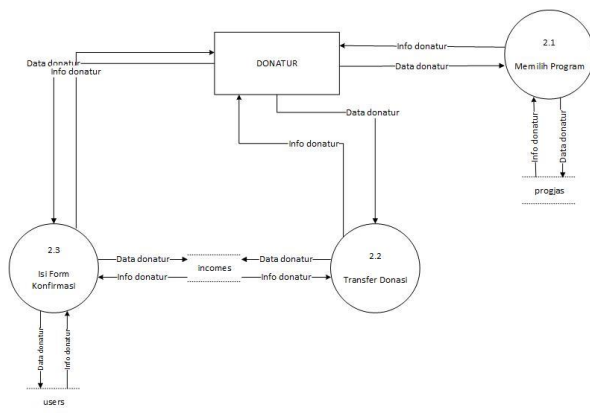 2.1
Memilih Program
DONATUR
Info donatur
Data donatur
Data donatur
Info donatur
Data donatur
Info donatur
Info donatur
Data donatur
progjas
2.3
Isi Form
Konfirmasi
Data donatur
Info donatur
incomes
Data donatur
Info donatur
2.2
Transfer Donasi
Data donatur
Info donatur
users